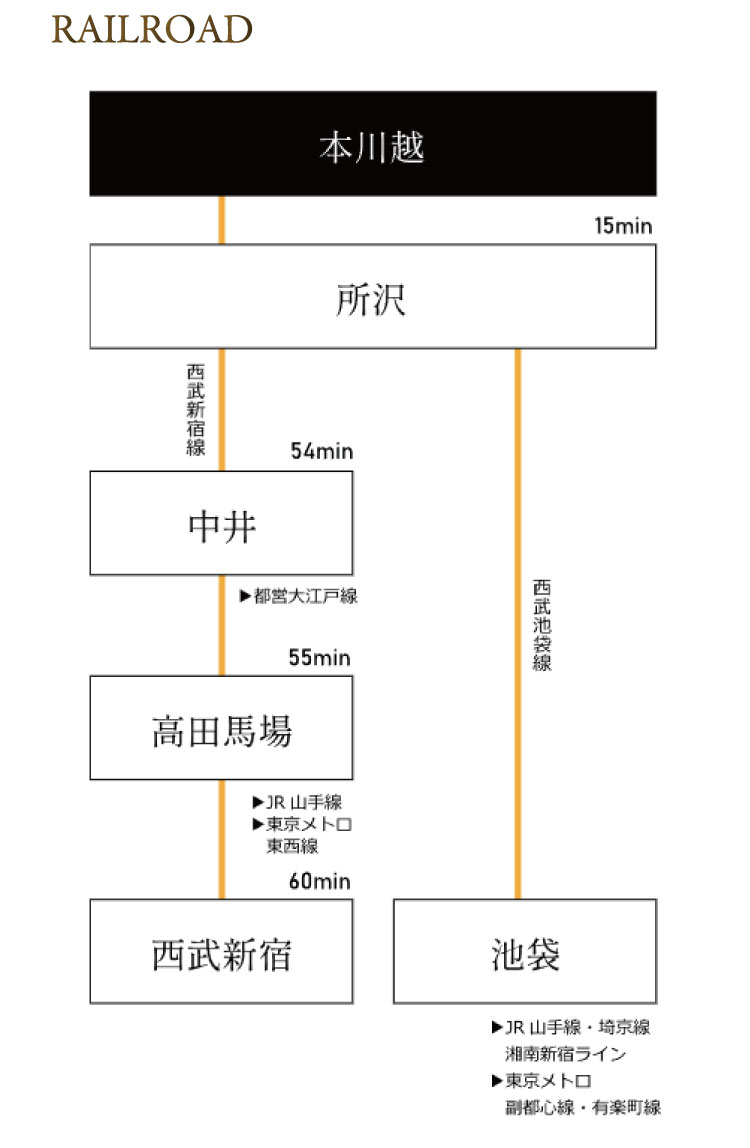 RAILROAD
本川越
15min
所沢
西武新宿線
54min
中井
▶都営大江戸線
西武池袋線
55min
高田馬場
▶JR 山手線
▶東京メトロ
東西線
60min
西武新宿
池袋
▶JR 山手線・埼京線
湘南新宿ライン
▶東京メトロ
副都心線・有楽町線